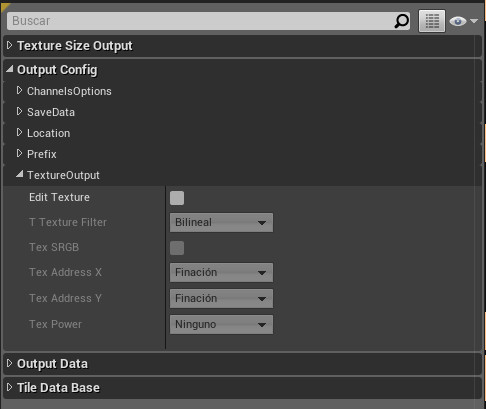 Buscar
Texture Size Output
Output Config
ChannelsOptions
SaveData
Location
Prefix
TextureOutput
Edit Texture
T Texture Filter Bilineal
Tex SRGB
Tex Address X Finación
Tex Address Y Finación
Tex Power Ninguno
Output Data
Tile Data Base